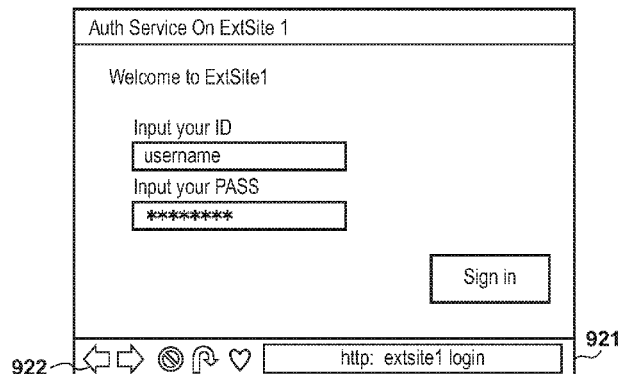 Auth Service On ExtSite 1
Welcome to ExtSite1
Input your ID
username
Input your PASS
********
Sign in
http: extsite1 login
921
922